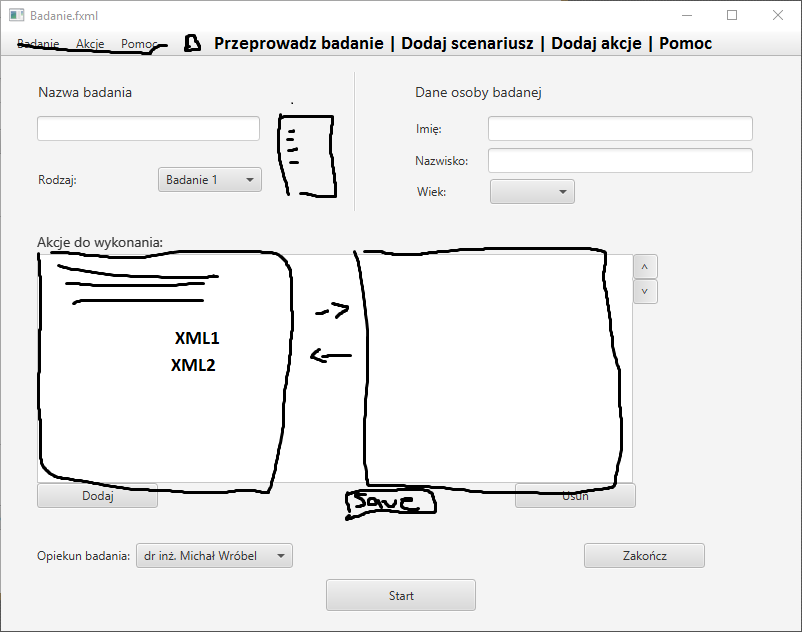 Badanie.fxml
Badanie Akcje Pomoc Przeprowadz badanie | Dodaj scenariusz | Dodaj akcje | Pomoc
Nazwa badania
Dane osoby badanej
Imię:
Nazwisko:
Rodzaj: Badanie 1
Wiek:
Akcje do wykonania:
XML1
XML2
Dodaj
Save
Usuń
Opiekun badania: dr inż. Michał Wróbel
Zakończ
Start